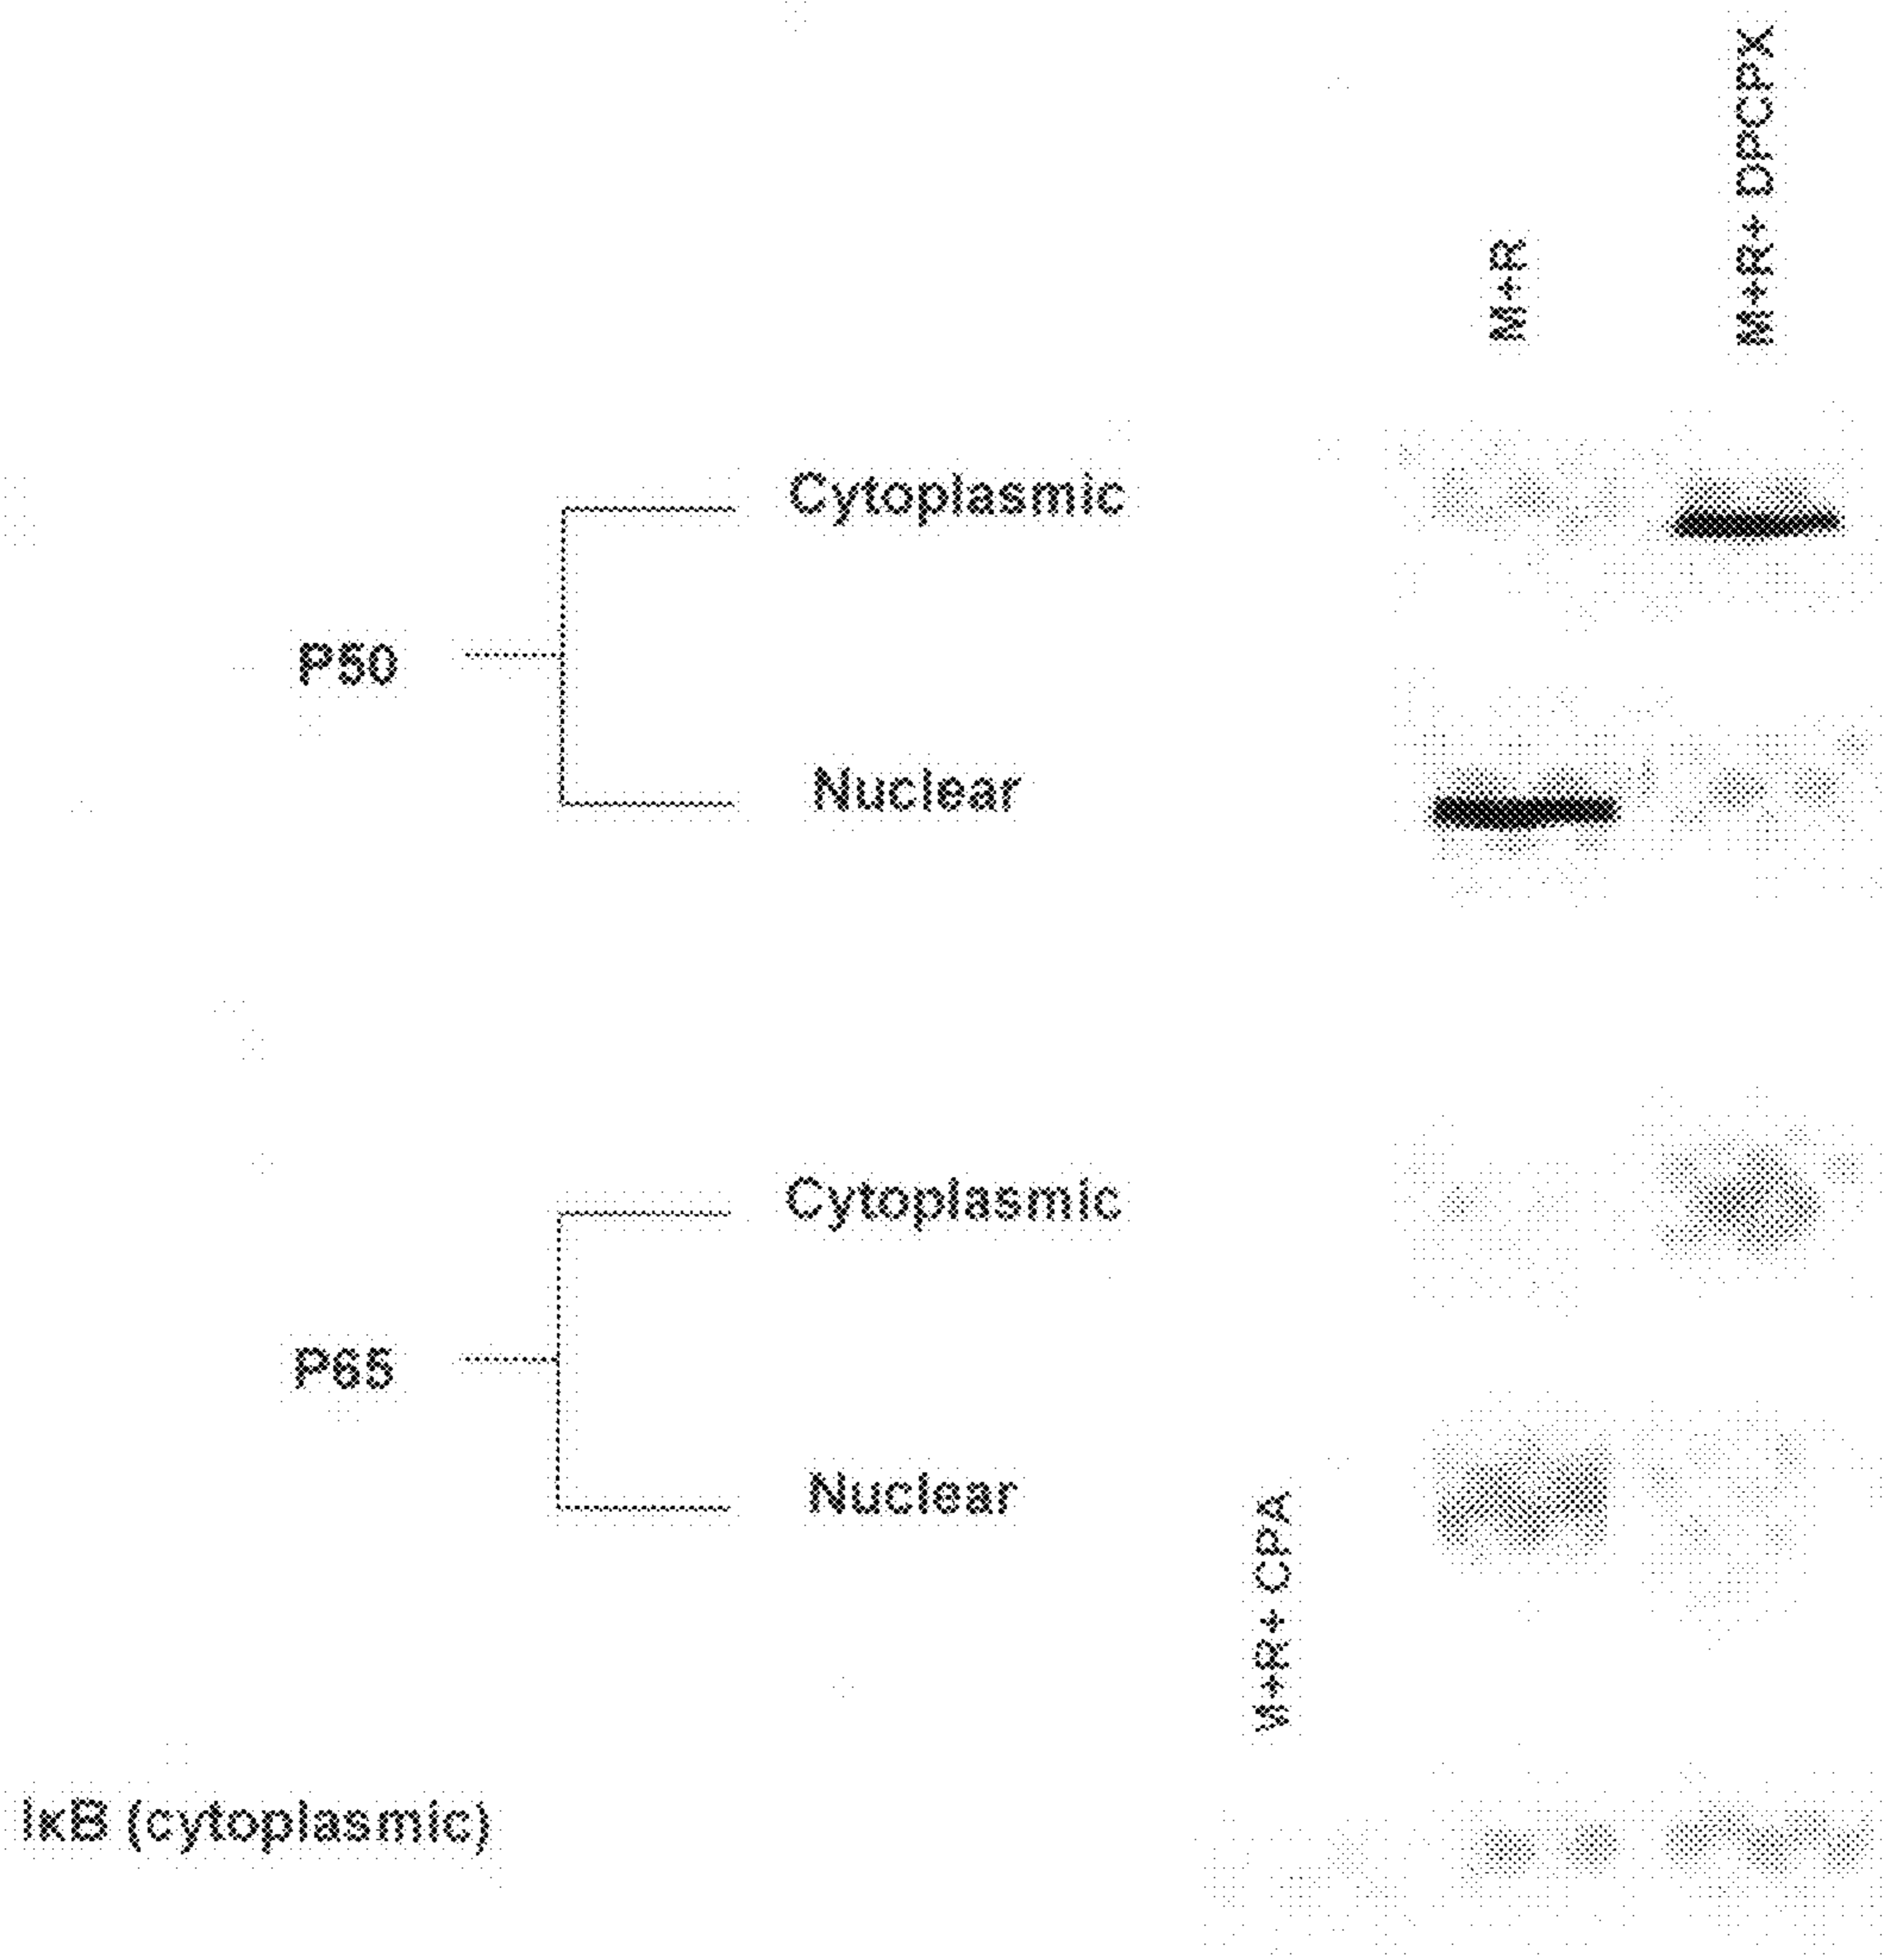 M+R
M+R+ DPCPX
Cytoplasmic
P50
Nuclear
Cytoplasmic
P65
Nuclear
M+R+ CPA
IκB (cytoplasmic)